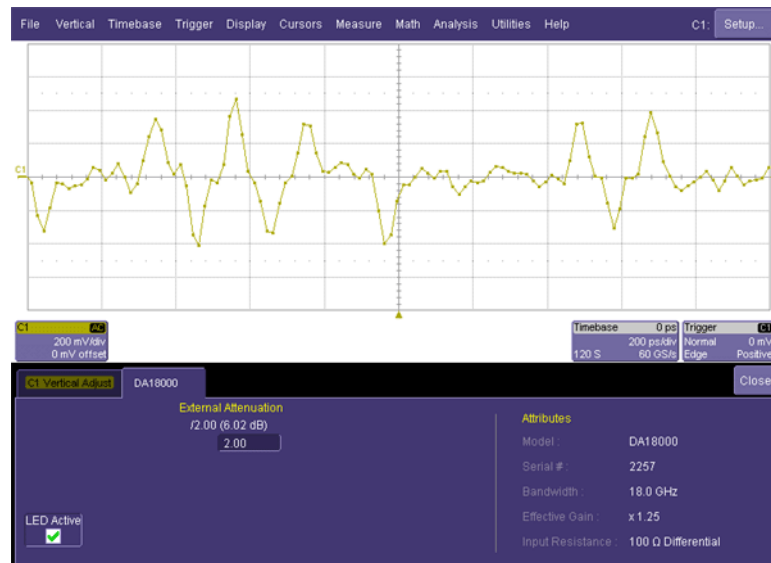 File Vertical Timebase Trigger Display Cursors Measure Math Analysis Utilities Help C1: Setup...
C1
C1 AC
200 mV/div
0 mV offset
Timebase 0 ps
200 ps/div
120 S 60 GS/s
Trigger C1
Normal 0 mV
Edge Positive
C1 Vertical Adjust DA18000 Close
External Attenuation
/2.00 (6.02 dB)
2.00
LED Active
Attributes
Model : DA18000
Serial # : 2257
Bandwidth : 18.0 GHz
Effective Gain : x 1.25
Input Resistance : 100 Ω Differential